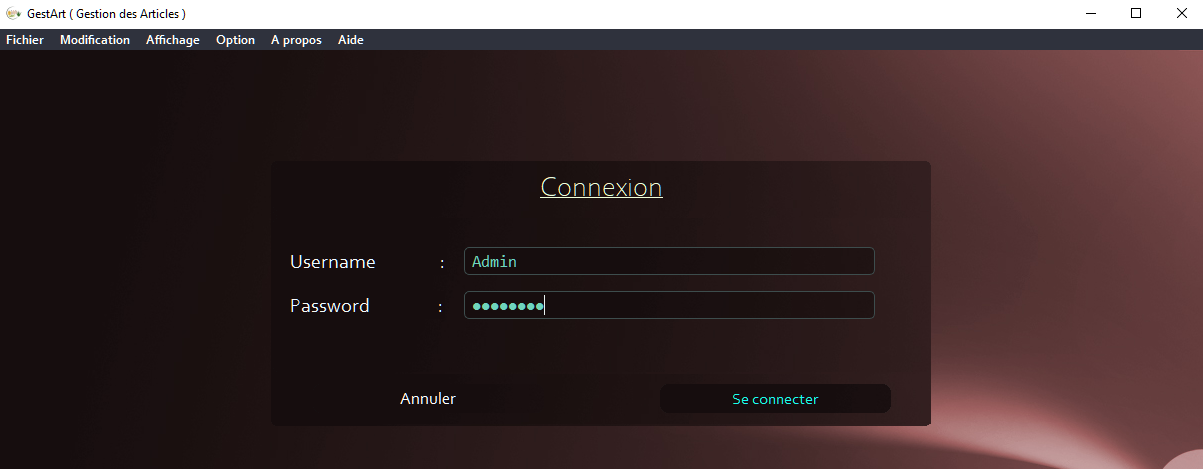 GestArt ( Gestion des Articles )
Fichier Modification Affichage Option A propos Aide
Connexion
Username : Admin
Password : ●●●●●●●●
Annuler Se connecter